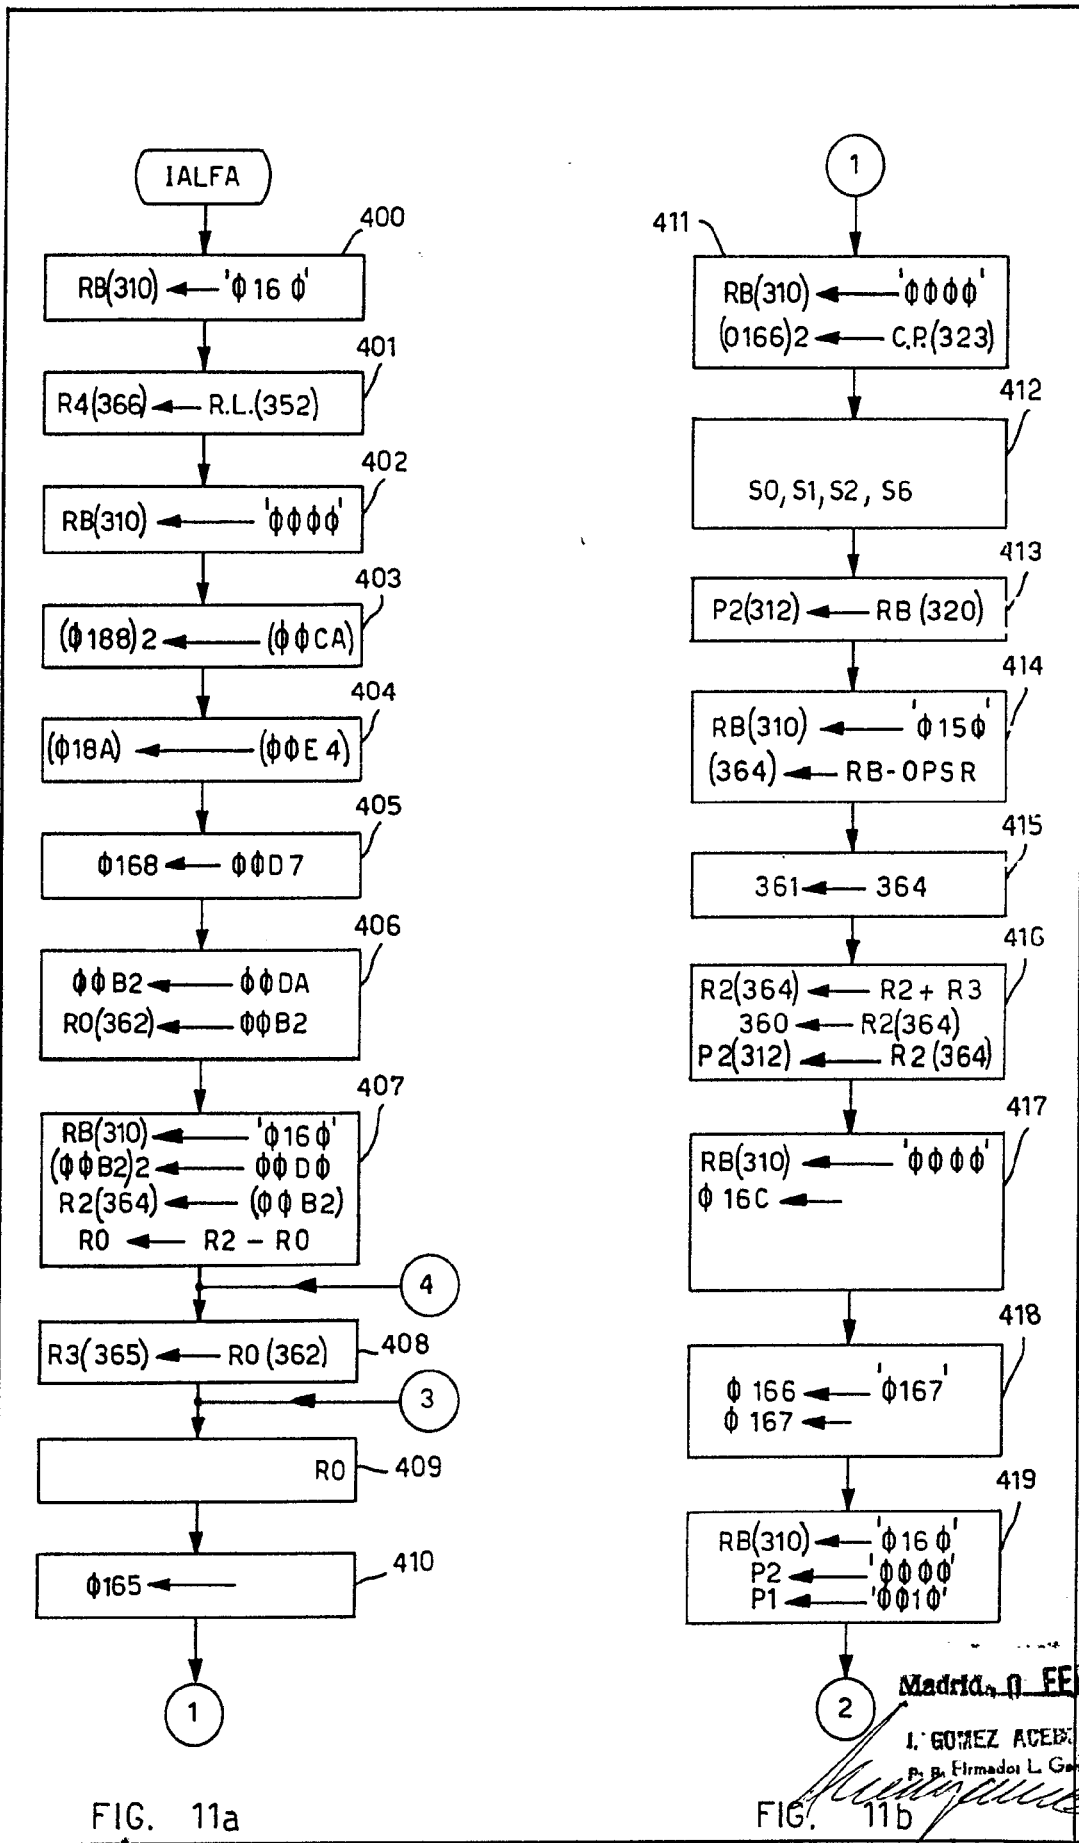 IALFA
400
RB(310) ← 'ϕ16ϕ'
401
R4(366) ← R.L.(352)
402
RB(310) ← 'ϕϕϕϕ'
403
(ϕ188)2 ← (ϕϕCA)
404
(ϕ18A) ← (ϕϕE4)
405
ϕ168 ← ϕϕD7
406
ϕϕB2 ← ϕϕDA
R0(362) ← ϕϕB2
407
RB(310) ← 'ϕ16ϕ'
(ϕϕB2)2 ← ϕϕDϕ
R2(364) ← (ϕϕB2)
R0 ← R2 - R0
4
R3(365) ← R0(362)
408
3
R0
409
ϕ165 ←
410
1
FIG. 11a
1
411
RB(310) ← 'ϕϕϕϕ'
(0166)2 ← C.P.(323)
412
S0, S1, S2, S6
413
P2(312) ← RB(320)
414
RB(310) ← 'ϕ15ϕ'
(364) ← RB-OPSR
415
361 ← 364
416
R2(364) ← R2 + R3
360 ← R2(364)
P2(312) ← R2(364)
417
RB(310) ← 'ϕϕϕϕ'
ϕ16C ←
418
ϕ166 ← 'ϕ167'
ϕ167 ←
419
RB(310) ← 'ϕ16ϕ'
P2 ← 'ϕϕϕϕ'
P1 ← 'ϕϕ1ϕ'
2
Madrid, FE
GOMEZ ACEB
p. p. Firmado: L. G
FIG. 11b